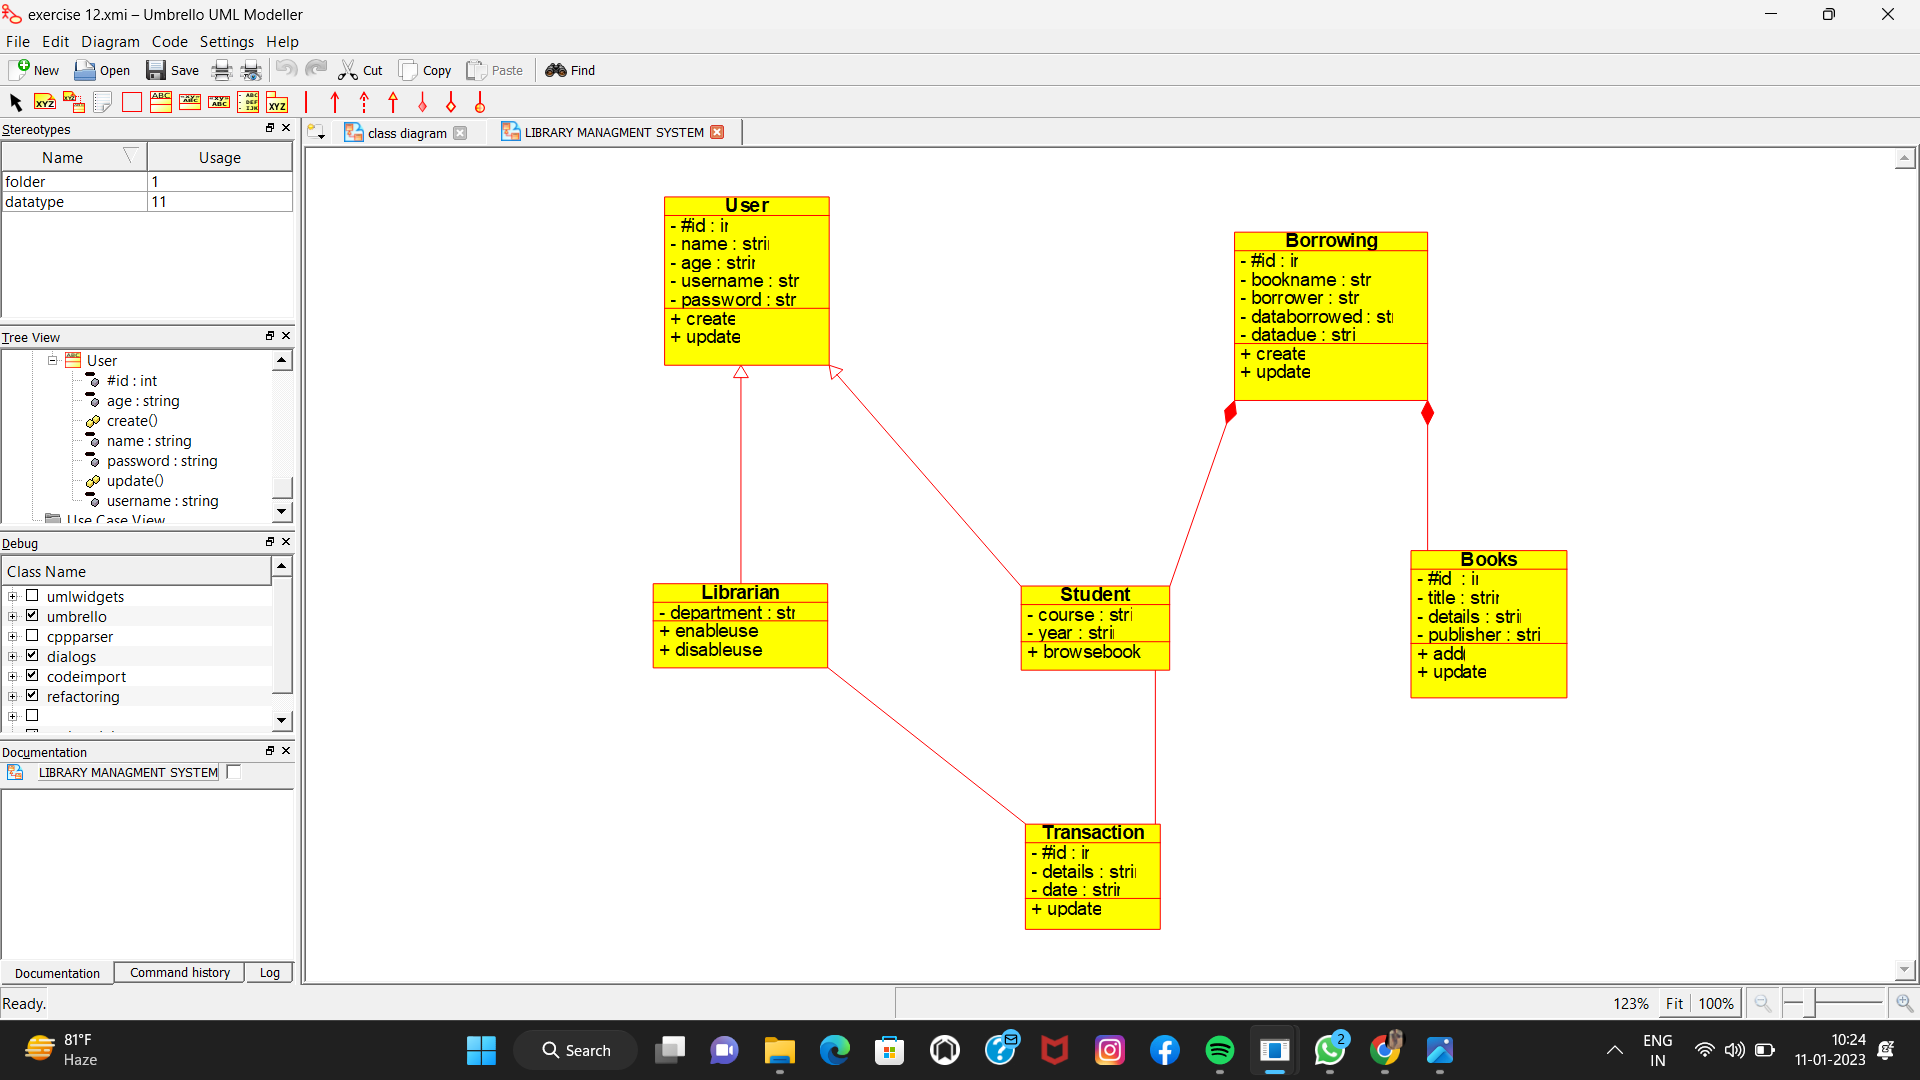 exercise 12.xmi – Umbrello UML Modeller
File Edit Diagram Code Settings Help
New Open Save Cut Copy Paste Find
Stereotypes
Name Usage
folder 1
datatype 11
Tree View
User
#id : int
age : string
create()
name : string
password : string
update()
username : string
Use Case View
Debug
Class Name
umlwidgets
umbrello
cppparser
dialogs
codeimport
refactoring
Documentation
LIBRARY MANAGMENT SYSTEM
Documentation Command history Log
Ready.
class diagram LIBRARY MANAGMENT SYSTEM
User
- #id : ir
- name : stri
- age : strir
- username : str
- password : str
+ create
+ update
Borrowing
- #id : ir
- bookname : str
- borrower : str
- databorrowed : sti
- datadue : stri
+ create
+ update
Librarian
- department : str
+ enableuse
+ disableuse
Student
- course : stri
- year : stri
+ browsebook
Books
- #id : ii
- title : strir
- details : stri
- publisher : stri
+ add(
+ update
Transaction
- #id : ir
- details : stri
- date : strir
+ update
123% Fit 100%
81°F
Haze
Search
2
ENG
IN
10:24
11-01-2023